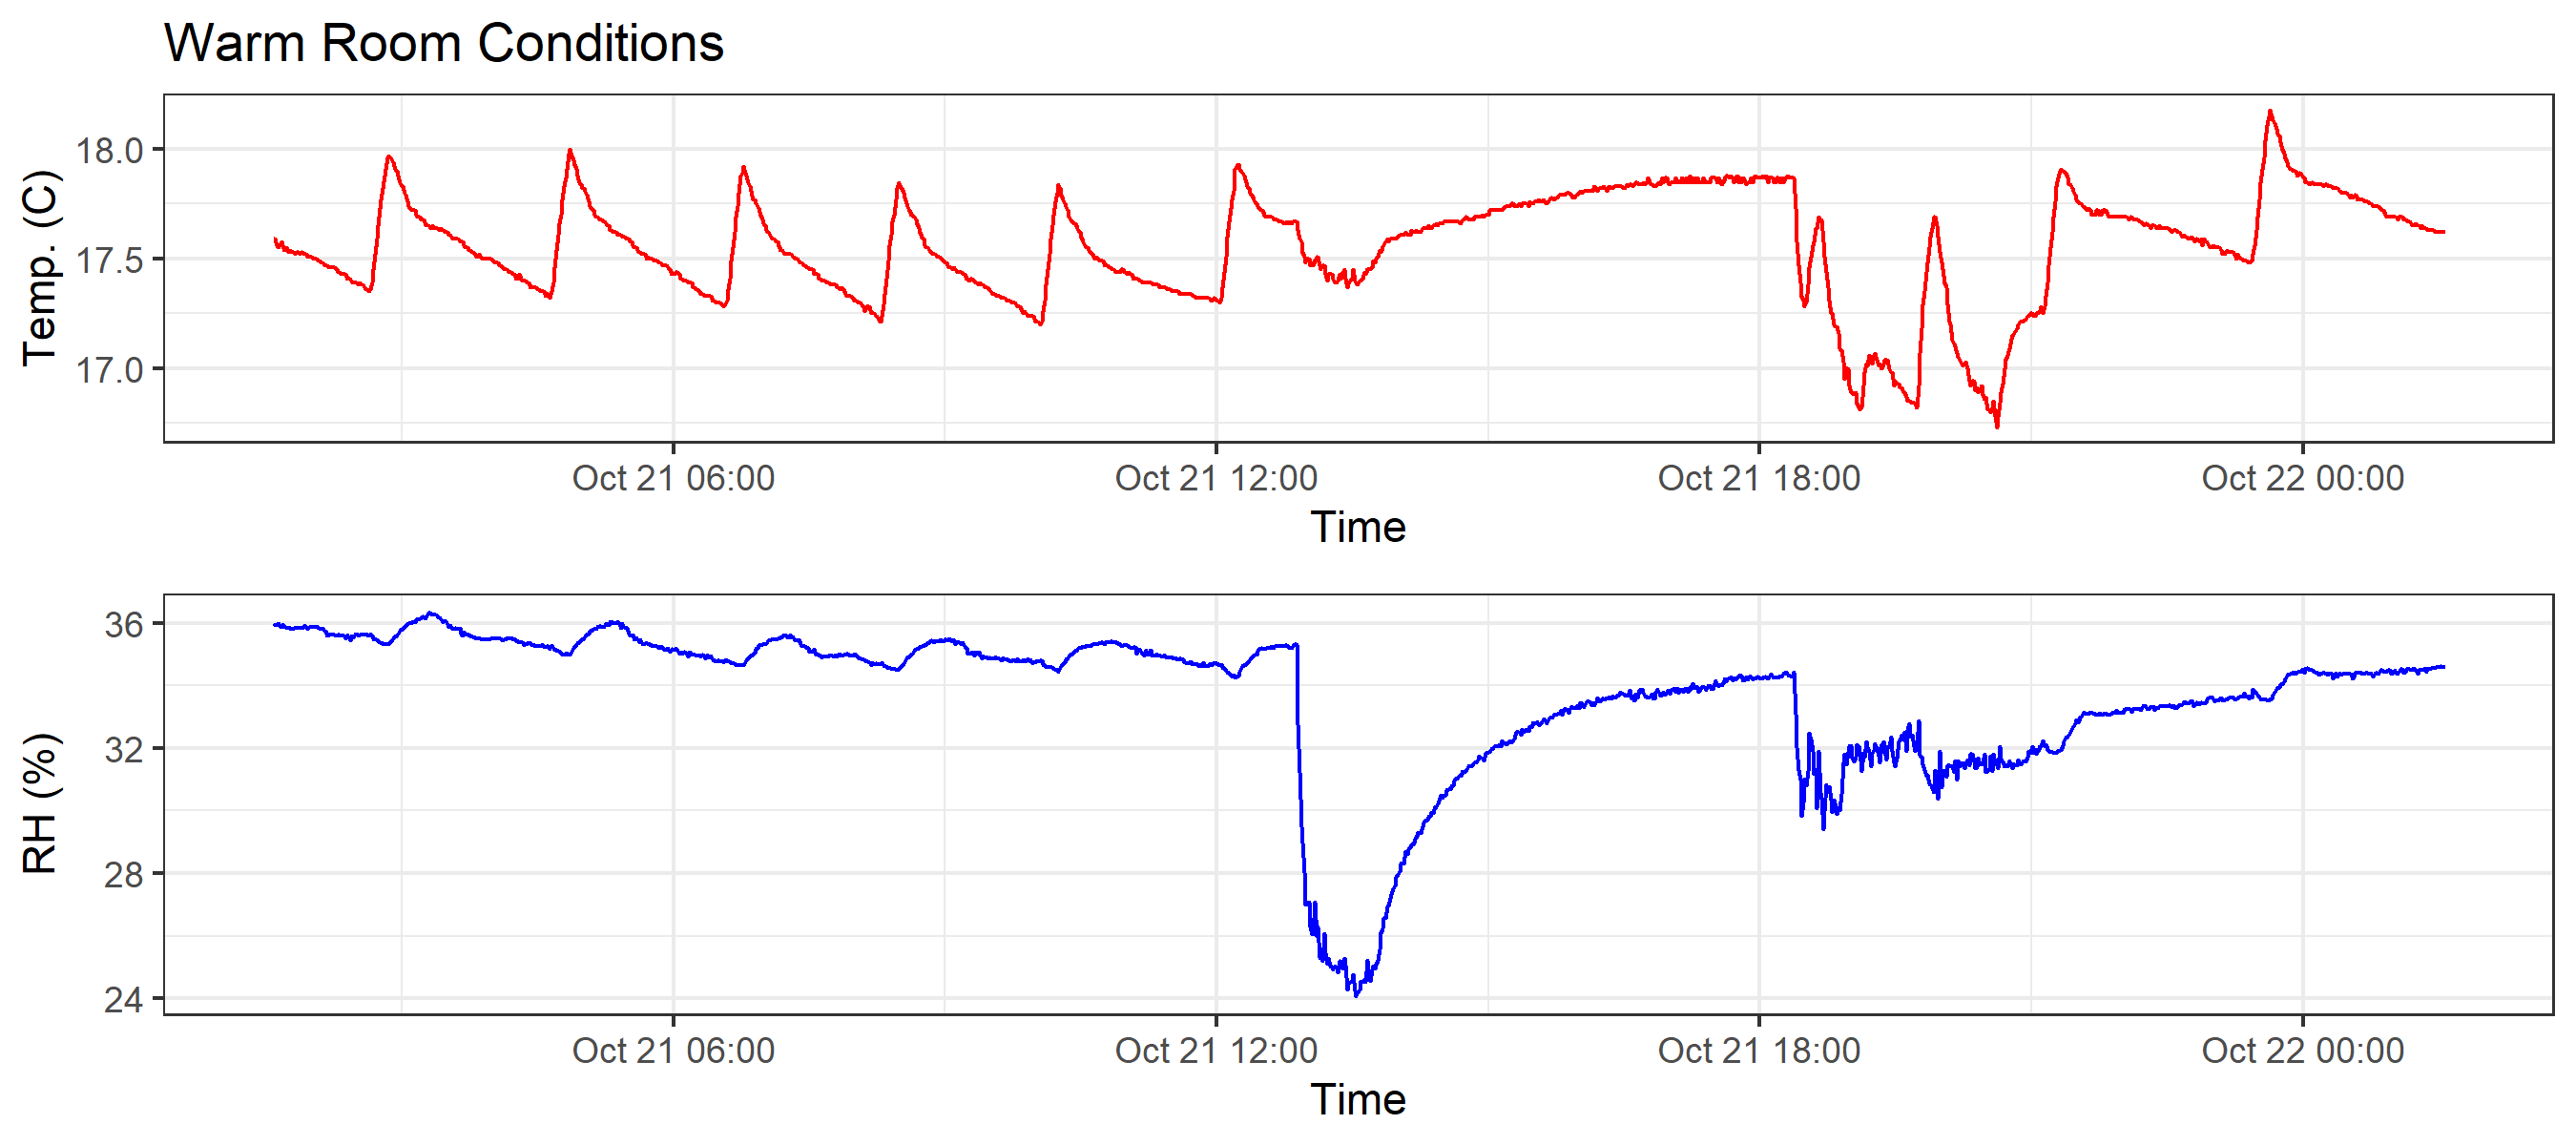 Warm Room Conditions
Temp. (C)
18.0
17.5
17.0
Oct 21 06:00 Oct 21 12:00 Oct 21 18:00 Oct 22 00:00
Time
RH (%)
36
32
28
24
Oct 21 06:00 Oct 21 12:00 Oct 21 18:00 Oct 22 00:00
Time